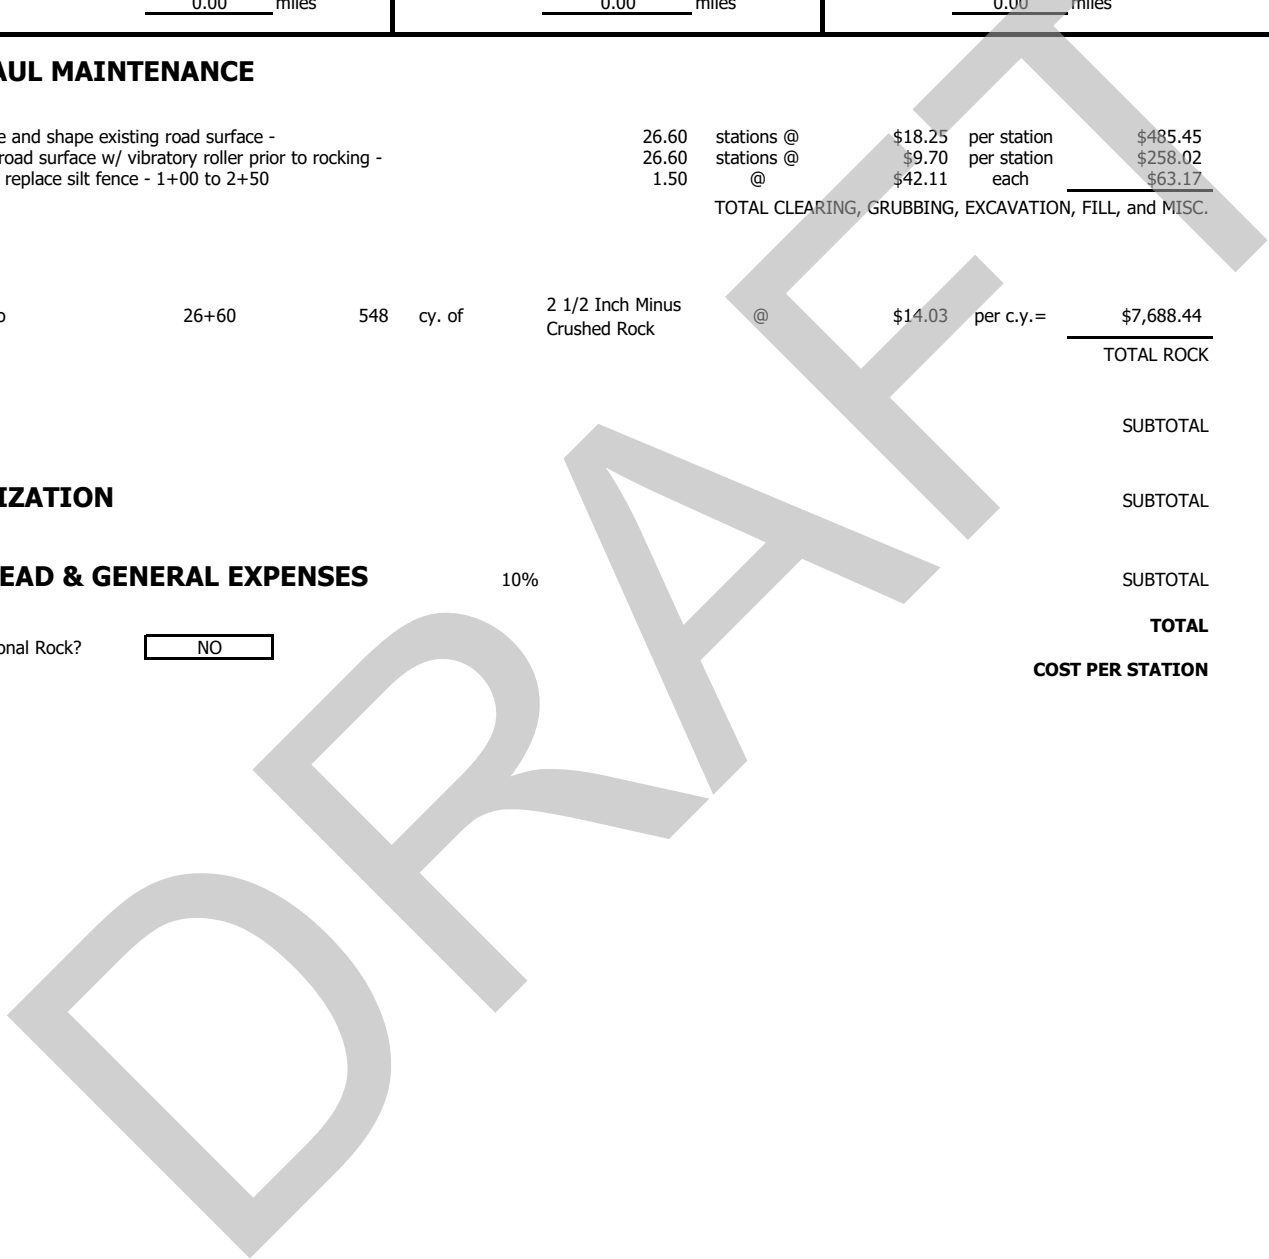 0.00 miles 0.00 miles 0.00 miles
AUL MAINTENANCE
e and shape existing road surface - 26.60 stations @ $18.25 per station $485.45
road surface w/ vibratory roller prior to rocking - 26.60 stations @ $9.70 per station $258.02
replace silt fence - 1+00 to 2+50 1.50 @ $42.11 each $63.17
TOTAL CLEARING, GRUBBING, EXCAVATION, FILL, and MISC.
2 1/2 Inch Minus
o 26+60 548 cy. of @ $14.03 per c.y.= $7,688.44
Crushed Rock
TOTAL ROCK
SUBTOTAL
IZATION SUBTOTAL
EAD & GENERAL EXPENSES 10% SUBTOTAL
TOTAL
onal Rock? NO
COST PER STATION
DRAFT